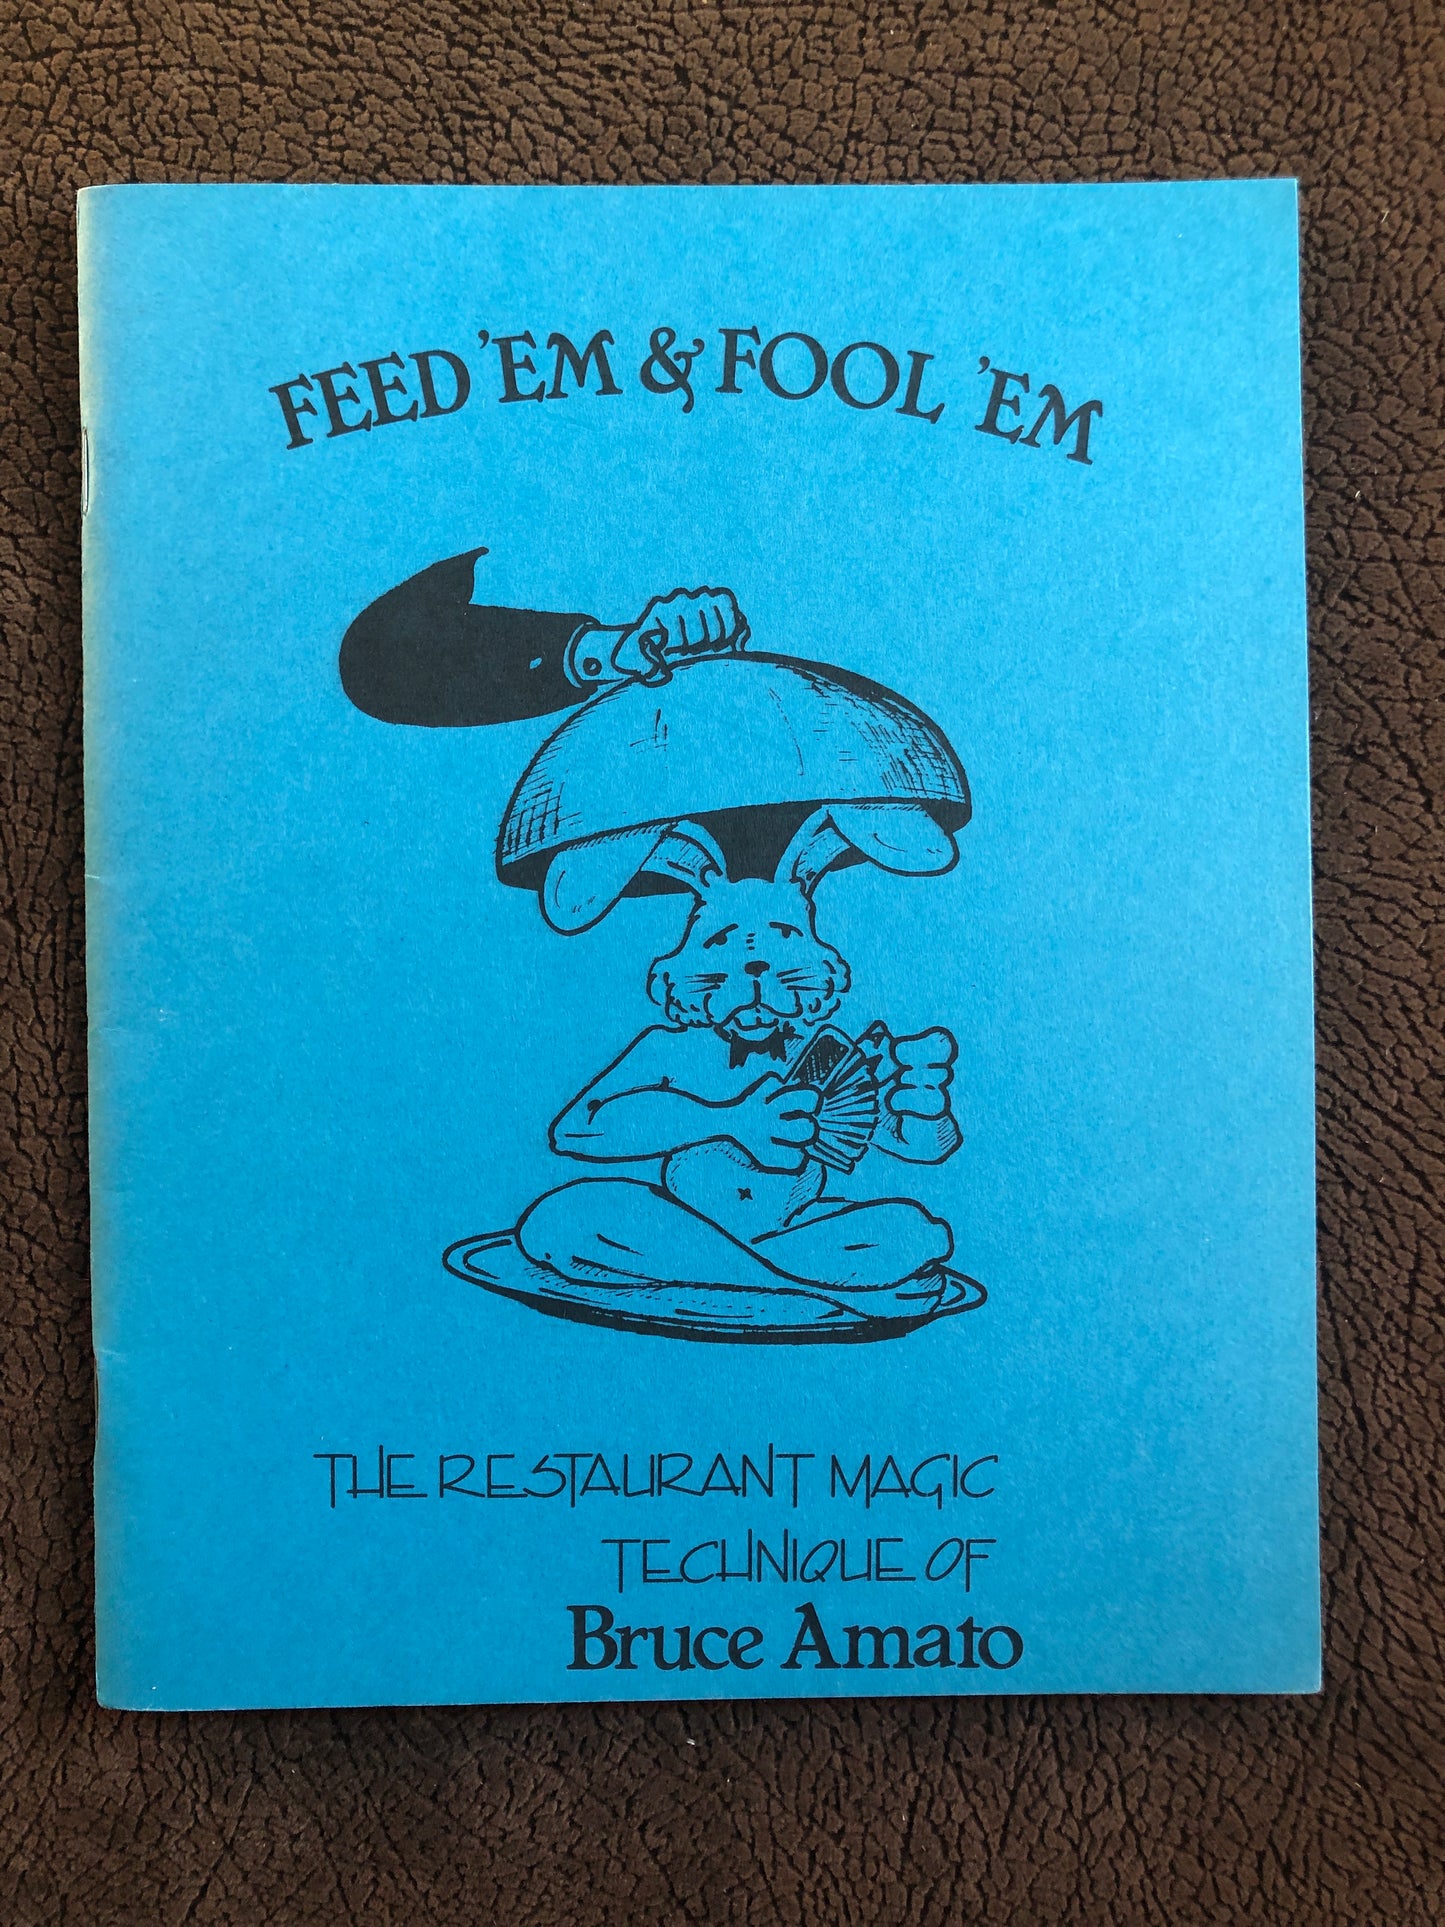 FEED 'EM & FOOL 'EM
THE RESTAURANT MAGIC
TECHNIQUE OF
Bruce Amato